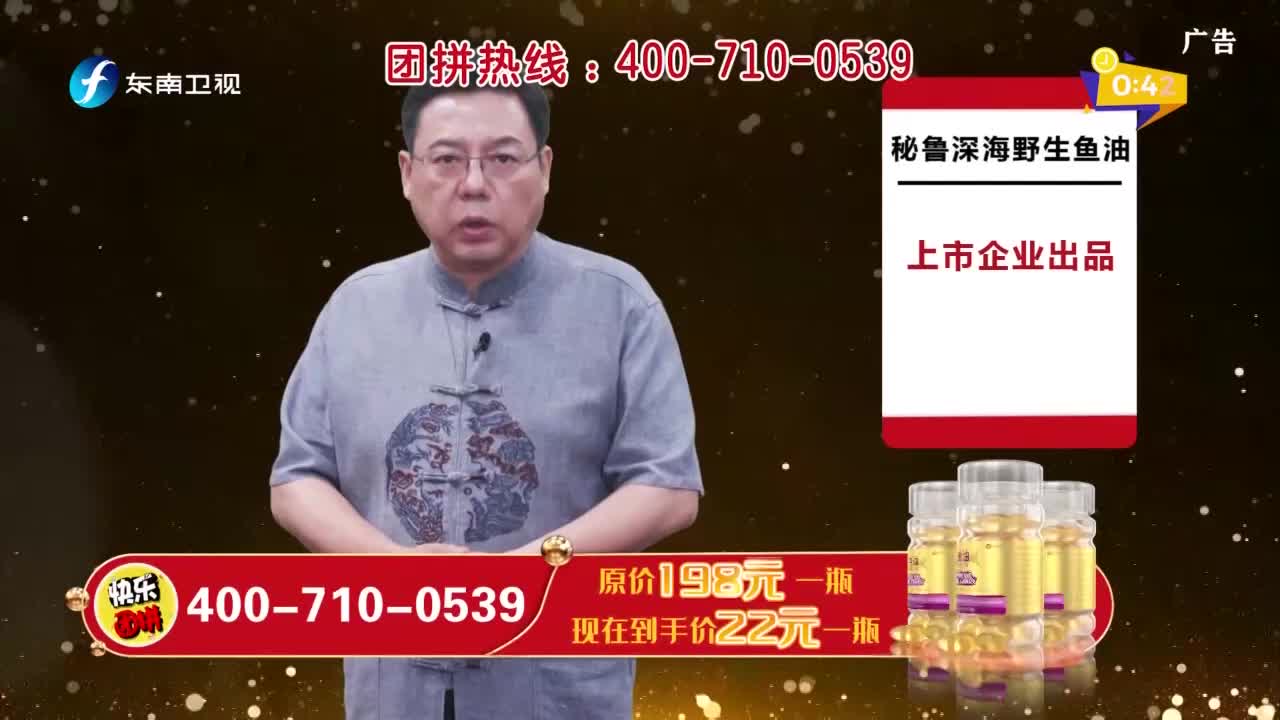 团拼热线：400-710-0539
广告
东南卫视
0:42
秘鲁深海野生鱼油
上市企业出品
快乐
团拼
400-710-0539
原价198元一瓶
现在到手价22元一瓶